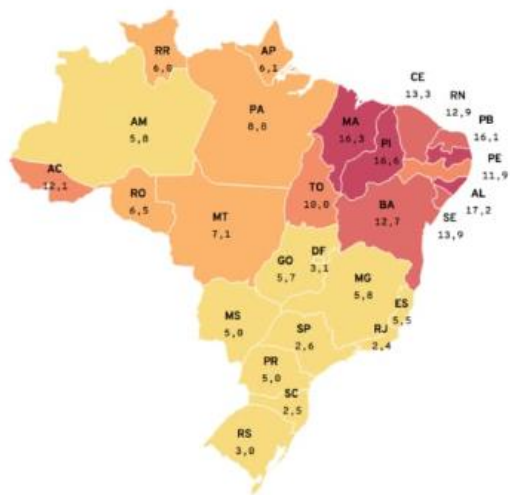 RR
6,0
AP
6,1
CE
13,3
RN
12,9
PB
16,1
PE
11,9
AL
17,2
SE
13,9
AM
5,8
PA
8,8
MA
16,3
PI
16,6
AC
12,1
RO
6,5
MT
7,1
TO
10,0
BA
12,7
GO
5,7
DF
3,1
MG
5,8
ES
5,5
MS
5,0
SP
2,6
RJ
2,4
PR
5,0
SC
2,5
RS
3,0